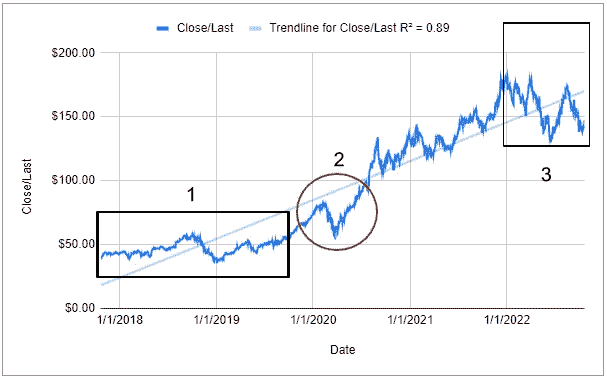 Close/Last Trendline for Close/Last R² = 0.89
$200.00
$150.00
$100.00
$50.00
$0.00
Close/Last
1
2
3
1/1/2018 1/1/2019 1/1/2020 1/1/2021 1/1/2022
Date